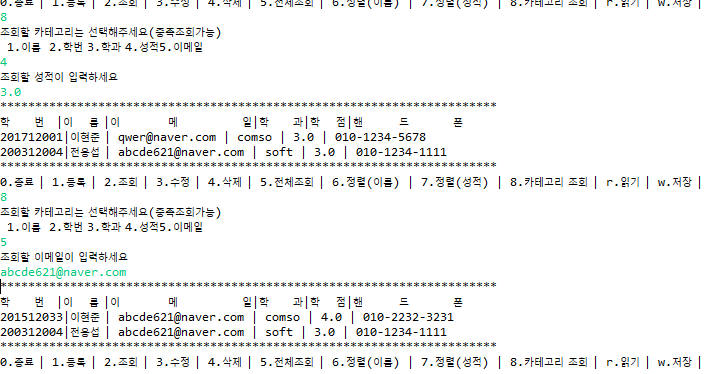 0.종료 | 1.등록 | 2.조회 | 3.수정 | 4.삭제 | 5.전체조회 | 6.정렬(이름) | 7.정렬(성적) | 8.카테고리 조회 | r.읽기 | w.저장 |
8
조회할 카테고리는 선택해주세요(중족조회가능)
1.이름 2.학번 3.학과 4.성적5.이메일
4
조회할 성적이 입력하세요
3.0
***********************************************************************
학 번 |이 름 |이 메 일|학 과|학 점|핸 드 폰
201712001|이현준 | qwer@naver.com | comso | 3.0 | 010-1234-5678
200312004|전용섭 | abcde621@naver.com | soft | 3.0 | 010-1234-1111
***********************************************************************
0.종료 | 1.등록 | 2.조회 | 3.수정 | 4.삭제 | 5.전체조회 | 6.정렬(이름) | 7.정렬(성적) | 8.카테고리 조회 | r.읽기 | w.저장 |
8
조회할 카테고리는 선택해주세요(중족조회가능)
1.이름 2.학번 3.학과 4.성적5.이메일
5
조회할 이메일이 입력하세요
abcde621@naver.com
***********************************************************************
학 번 |이 름 |이 메 일|학 과|학 점|핸 드 폰
201512033|이현준 | abcde621@naver.com | comso | 4.0 | 010-2232-3231
200312004|전용섭 | abcde621@naver.com | soft | 3.0 | 010-1234-1111
***********************************************************************
0.종료 | 1.등록 | 2.조회 | 3.수정 | 4.삭제 | 5.전체조회 | 6.정렬(이름) | 7.정렬(성적) | 8.카테고리 조회 | r.읽기 | w.저장 |